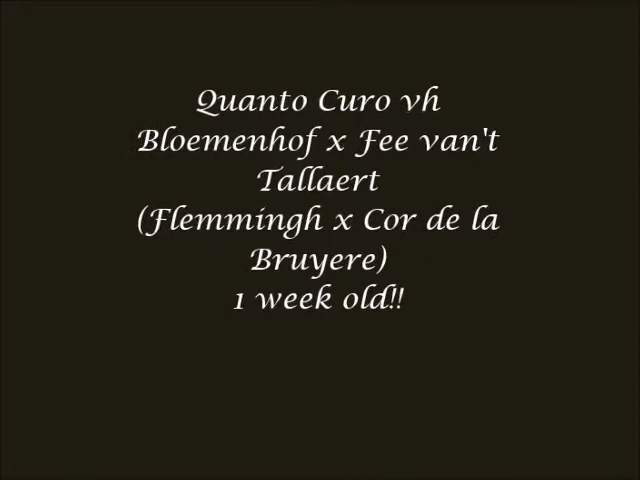 Quanto Curo vh
Bloemenhof x Fee van't
Tallaert
(Flemmingh x Cor de la
Bruyere)
1 week old!!